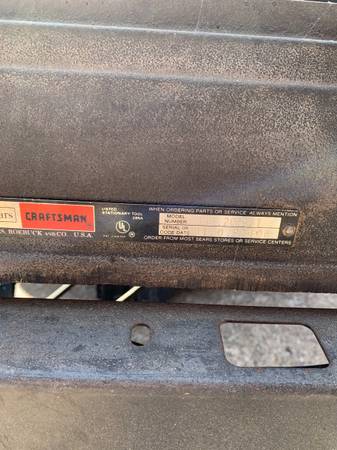 CRAFTSMAN
S, ROEBUCK AND CO. U.S.A.
LISTED
STATIONARY TOOL
UL
WHEN ORDERING PARTS OR SERVICE ALWAYS MENTION
MODEL
NUMBER
SERIAL OR
CODE DATE
ORDER FROM MOST SEARS STORES OR SERVICE CENTERS